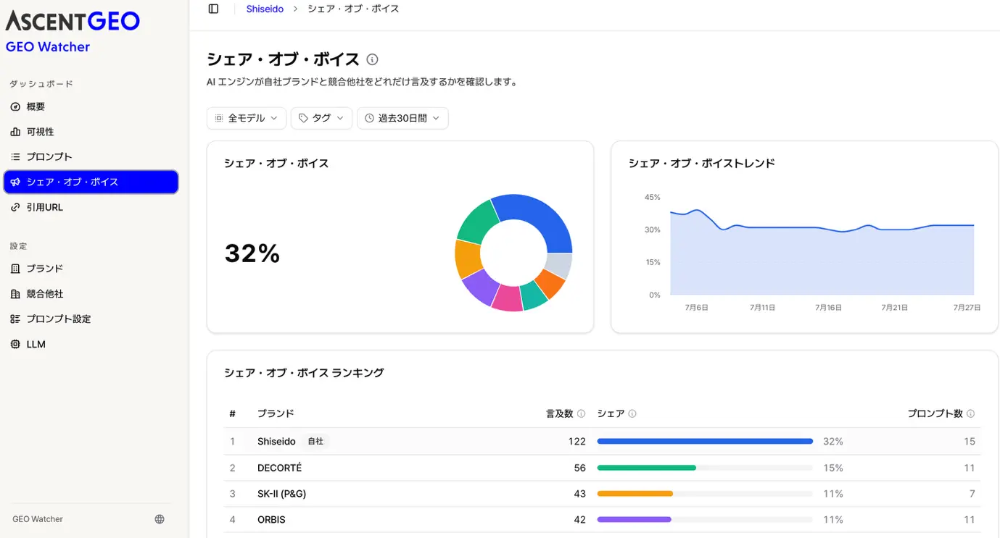 ASCENTGEO
GEO Watcher
ダッシュボード
概要
可視性
プロンプト
シェア・オブ・ボイス
引用URL
設定
ブランド
競合他社
プロンプト設定
LLM
GEO Watcher
Shiseido > シェア・オブ・ボイス
シェア・オブ・ボイス
AI エンジンが自社ブランドと競合他社をどれだけ言及するかを確認します。
全モデル タグ 過去30日間
シェア・オブ・ボイス
32%
シェア・オブ・ボイストレンド
45%
30%
15%
0%
7月6日 7月11日 7月16日 7月21日 7月27日
シェア・オブ・ボイス ランキング
# ブランド 言及数 シェア プロンプト数
1 Shiseido 自社 122 32% 15
2 DECORTÉ 56 15% 11
3 SK-II (P&G) 43 11% 7
4 ORBIS 42 11% 11